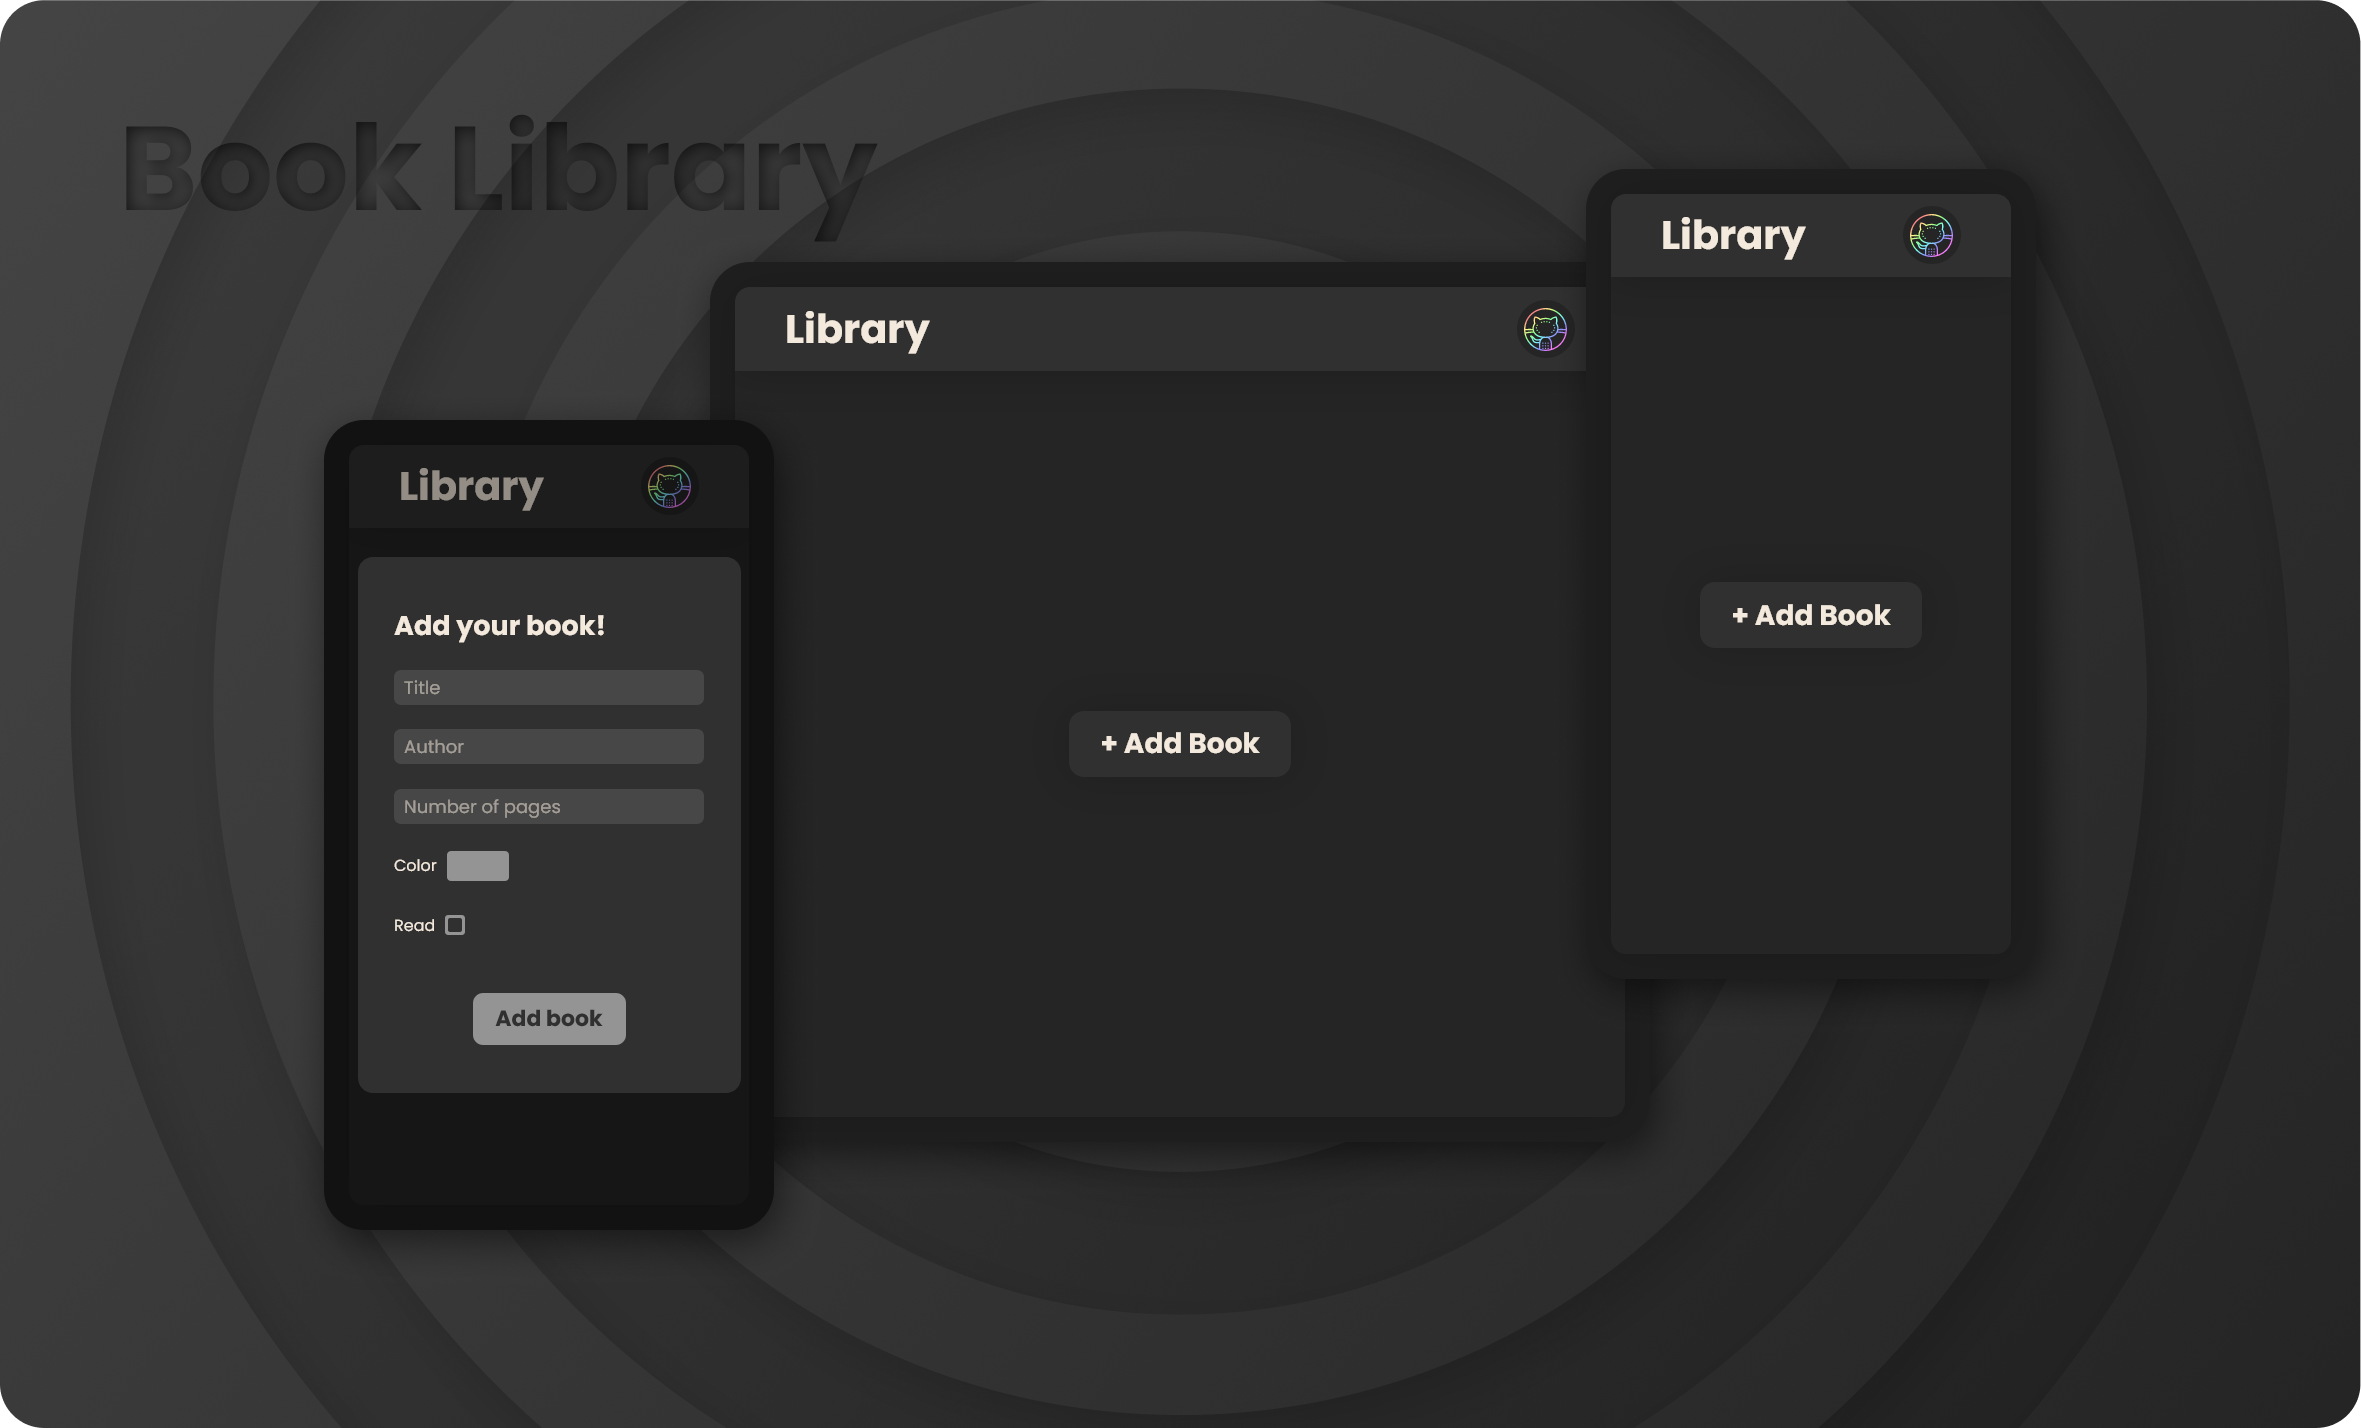 Book Library
Library
+ Add Book
Library
+ Add Book
Library
Add your book!
Title
Author
Number of pages
Color
Read
Add book